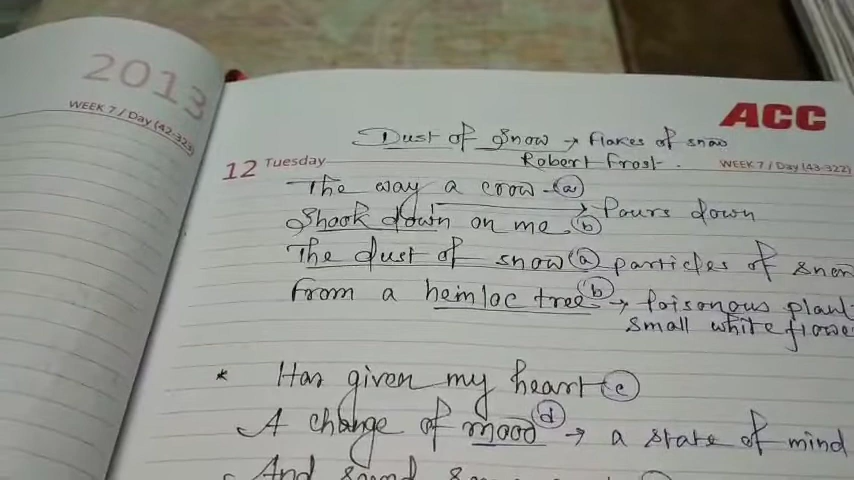 2013
WEEK 7 / Day (42-323)
ACC
Dust of Snow → flakes of snow
12 Tuesday
Robert Frost.
WEEK 7 / Day (43-322)
The way a crow (a)
Shook down on me (b) → Pours down
The dust of snow (a) particles of snow
From a hemloc tree (b) → poisonous plant
small white flowe
* Has given my heart (c)
A change of mood (d) → a state of mind
And